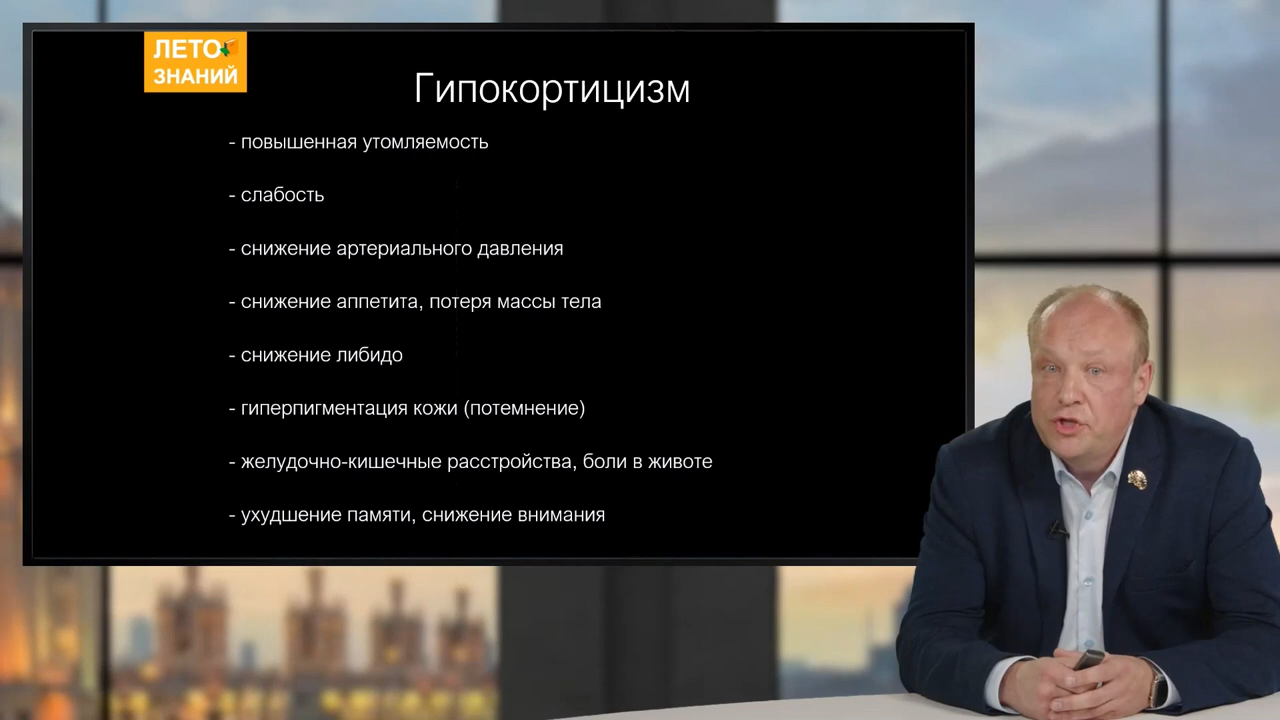 ЛЕТО
ЗНАНИЙ
Гипокортицизм
- повышенная утомляемость
- слабость
- снижение артериального давления
- снижение аппетита, потеря массы тела
- снижение либидо
- гиперпигментация кожи (потемнение)
- желудочно-кишечные расстройства, боли в животе
- ухудшение памяти, снижение внимания